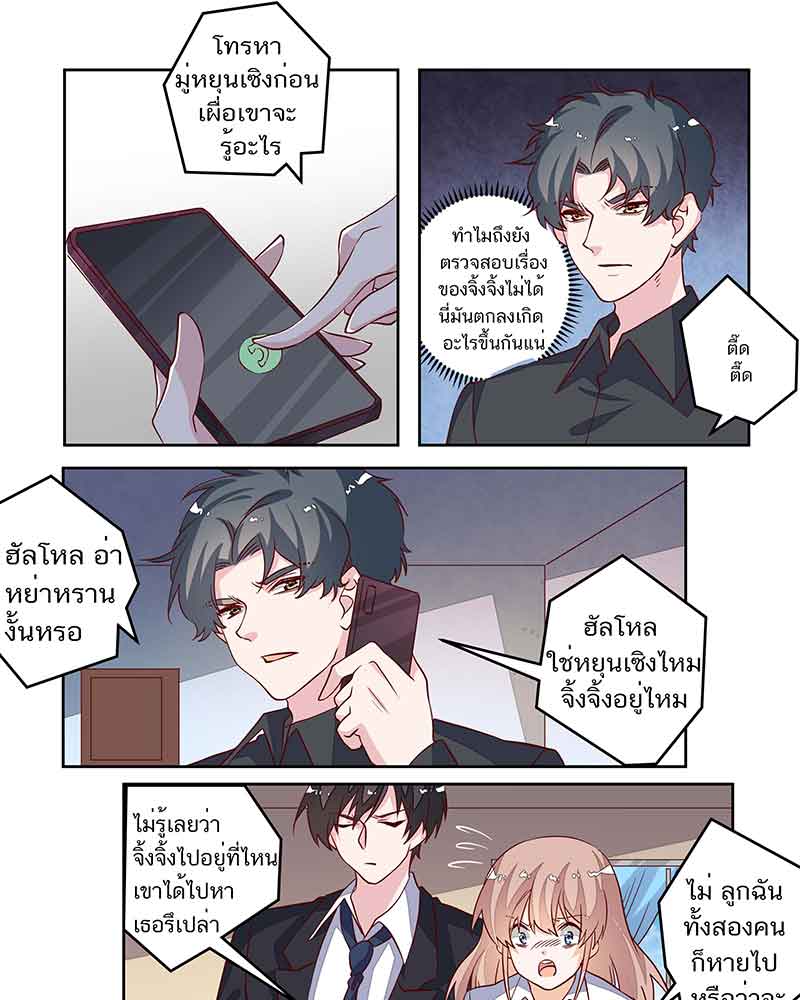 โทรหา
มู่หยุนเชิงก่อน
เผื่อเขาจะ
รู้อะไร
ทำไมถึงยัง
ตรวจสอบเรื่อง
ของจิ้งจิ้งไม่ได้
นี่มันตกลงเกิด
อะไรขึ้นกันแน่
ตื๊ด
ตื๊ด
ฮัลโหล อ่า
หย่าหราน
งั้นหรอ
ฮัลโหล
ใช่หยุนเชิงไหม
จิ้งจิ้งอยู่ไหม
ไม่รู้เลยว่า
จิ้งจิ้งไปอยู่ที่ไหน
เขาได้ไปหา
เธอรึเปล่า
ไม่ ลูกฉัน
ทั้งสองคน
ก็หายไป
หรือว่าจะ